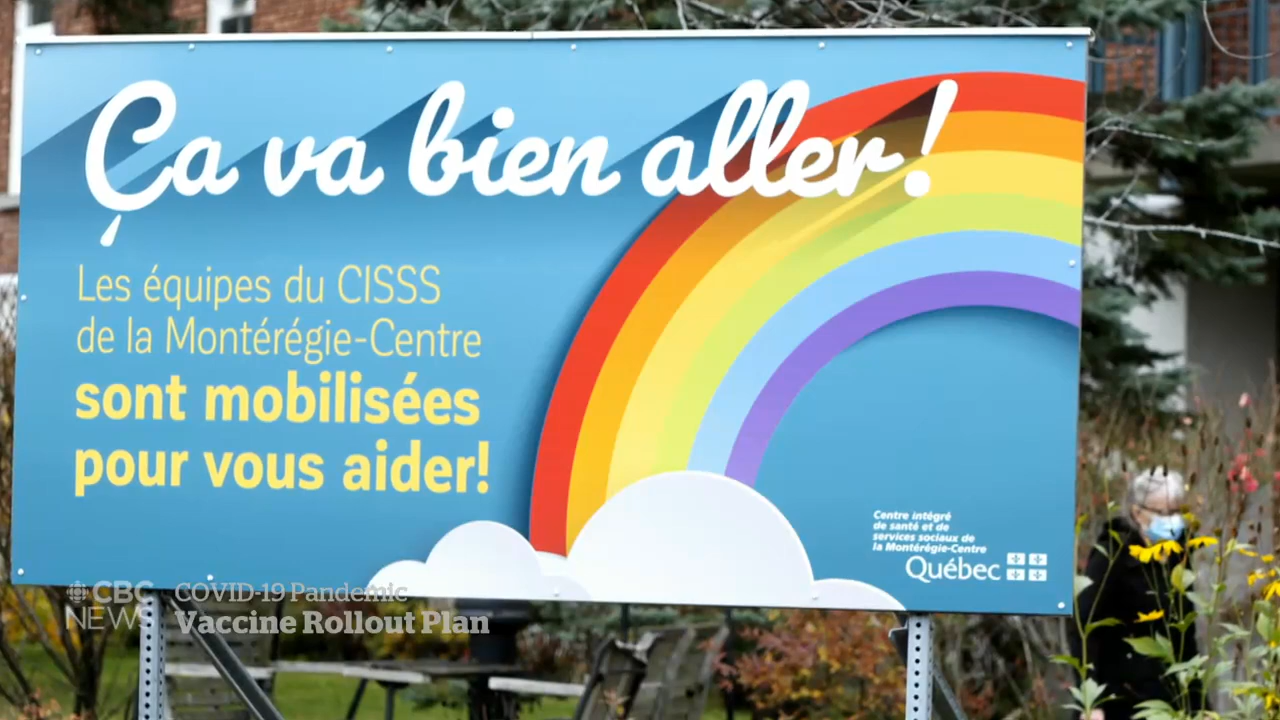 Ça va bien aller!
Les équipes du CISSS
de la Montérégie-Centre
sont mobilisées
pour vous aider!
Centre intégré
de santé et de
services sociaux de
la Montérégie-Centre
Québec
CBC
NEWS
COVID-19 Pandemic
Vaccine Rollout Plan